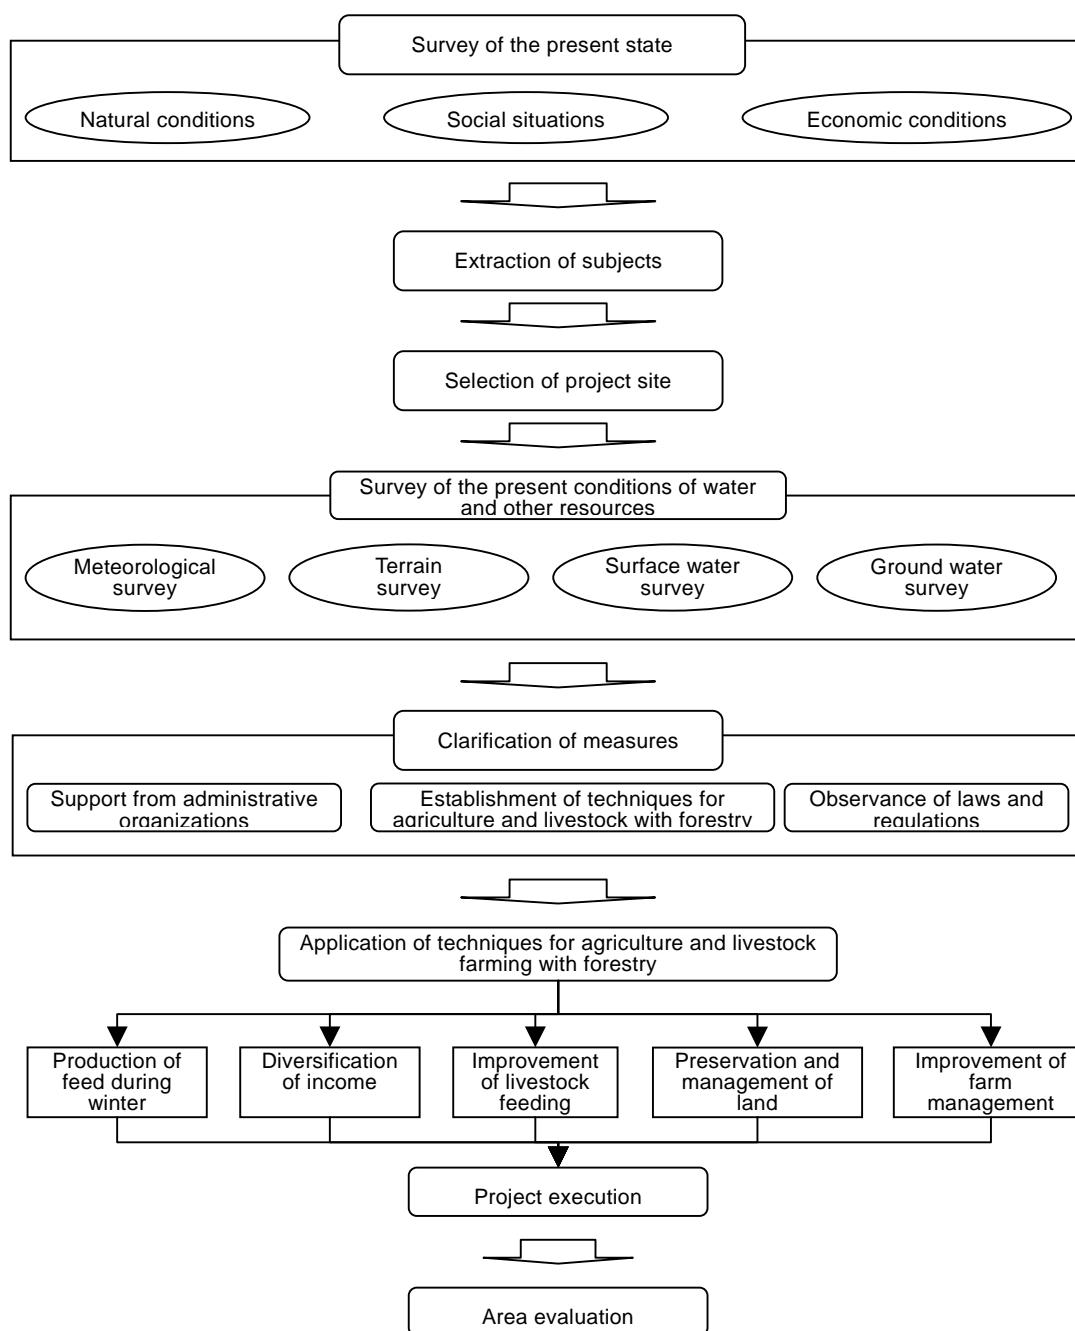 Survey of the present state
Natural conditions
Social situations
Economic conditions
Extraction of subjects
Selection of project site
Survey of the present conditions of water
and other resources
Meteorological
survey
Terrain
survey
Surface water
survey
Ground water
survey
Clarification of measures
Support from administrative
organizations
Establishment of techniques for
agriculture and livestock with forestry
Observance of laws and
regulations
Application of techniques for agriculture and livestock
farming with forestry
Production of
feed during
winter
Diversification
of income
Improvement
of livestock
feeding
Preservation and
management of
land
Improvement of
farm
management
Project execution
Area evaluation